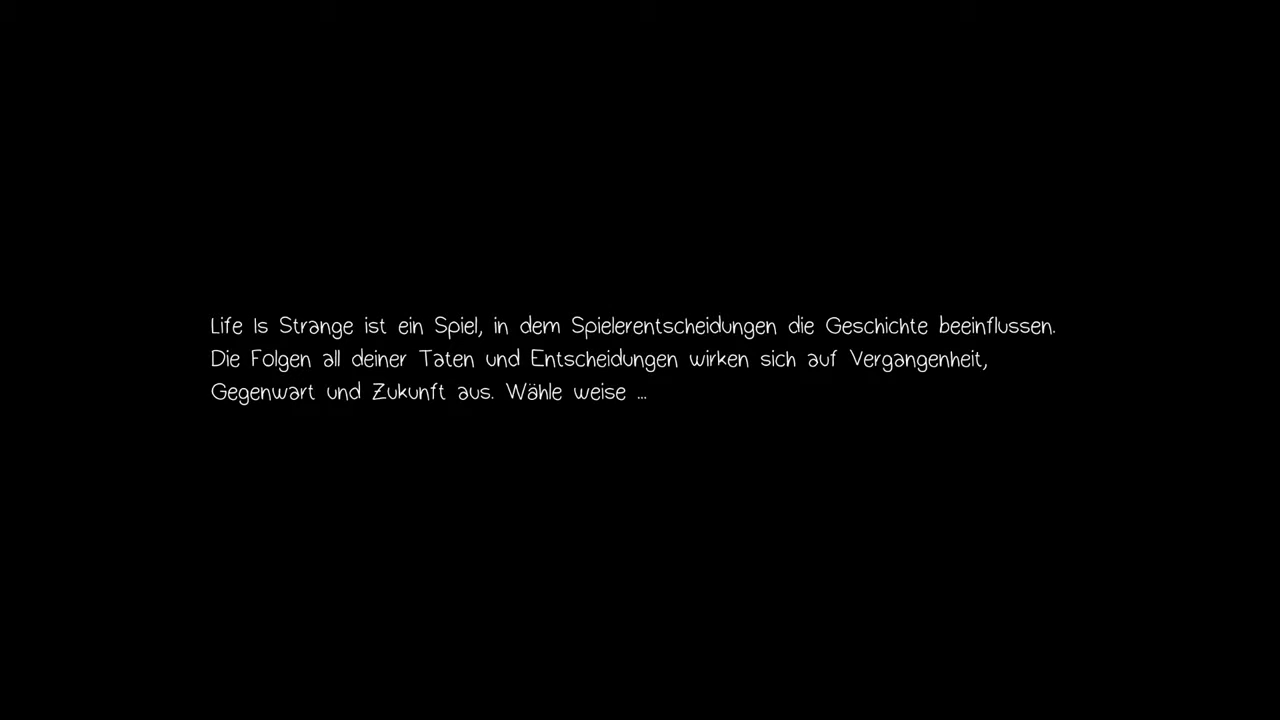 Life Is Strange ist ein Spiel, in dem Spielerentscheidungen die Geschichte beeinflussen.
Die Folgen all deiner Taten und Entscheidungen wirken sich auf Vergangenheit,
Gegenwart und Zukunft aus. Wähle weise ...